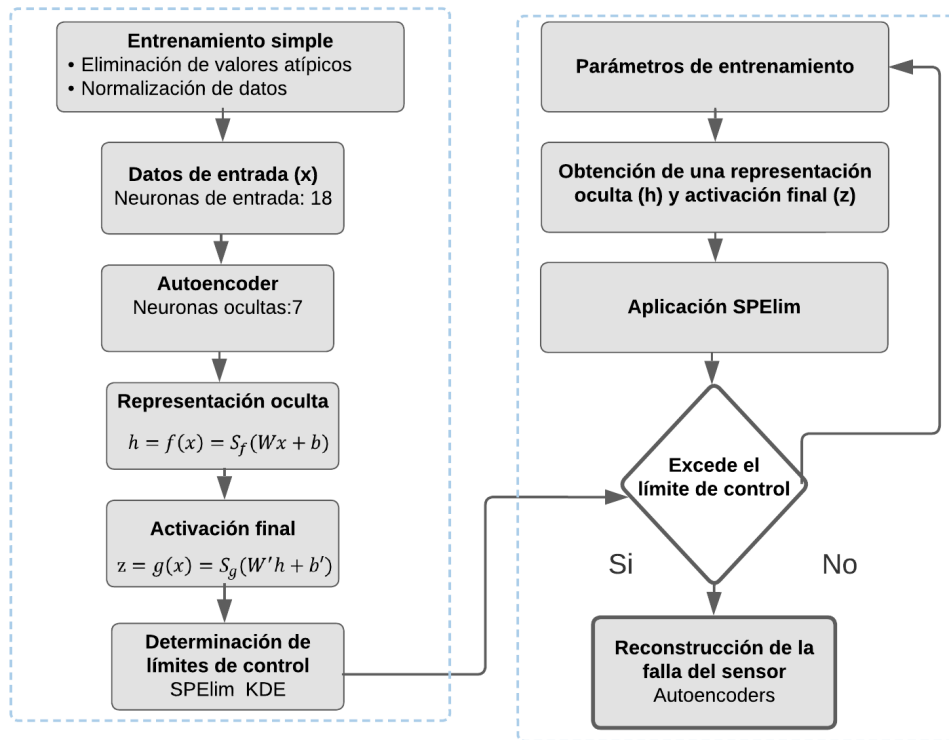 Entrenamiento simple
• Eliminación de valores atípicos
• Normalización de datos
Datos de entrada (x)
Neuronas de entrada: 18
Autoencoder
Neuronas ocultas:7
Representación oculta
h = f(x) = S_f(Wx + b)
Activación final
z = g(x) = S_g(W'h + b')
Determinación de
límites de control
SPElim KDE
Parámetros de entrenamiento
Obtención de una representación
oculta (h) y activación final (z)
Aplicación SPElim
Excede el
límite de control
Si
No
Reconstrucción de la
falla del sensor
Autoencoders